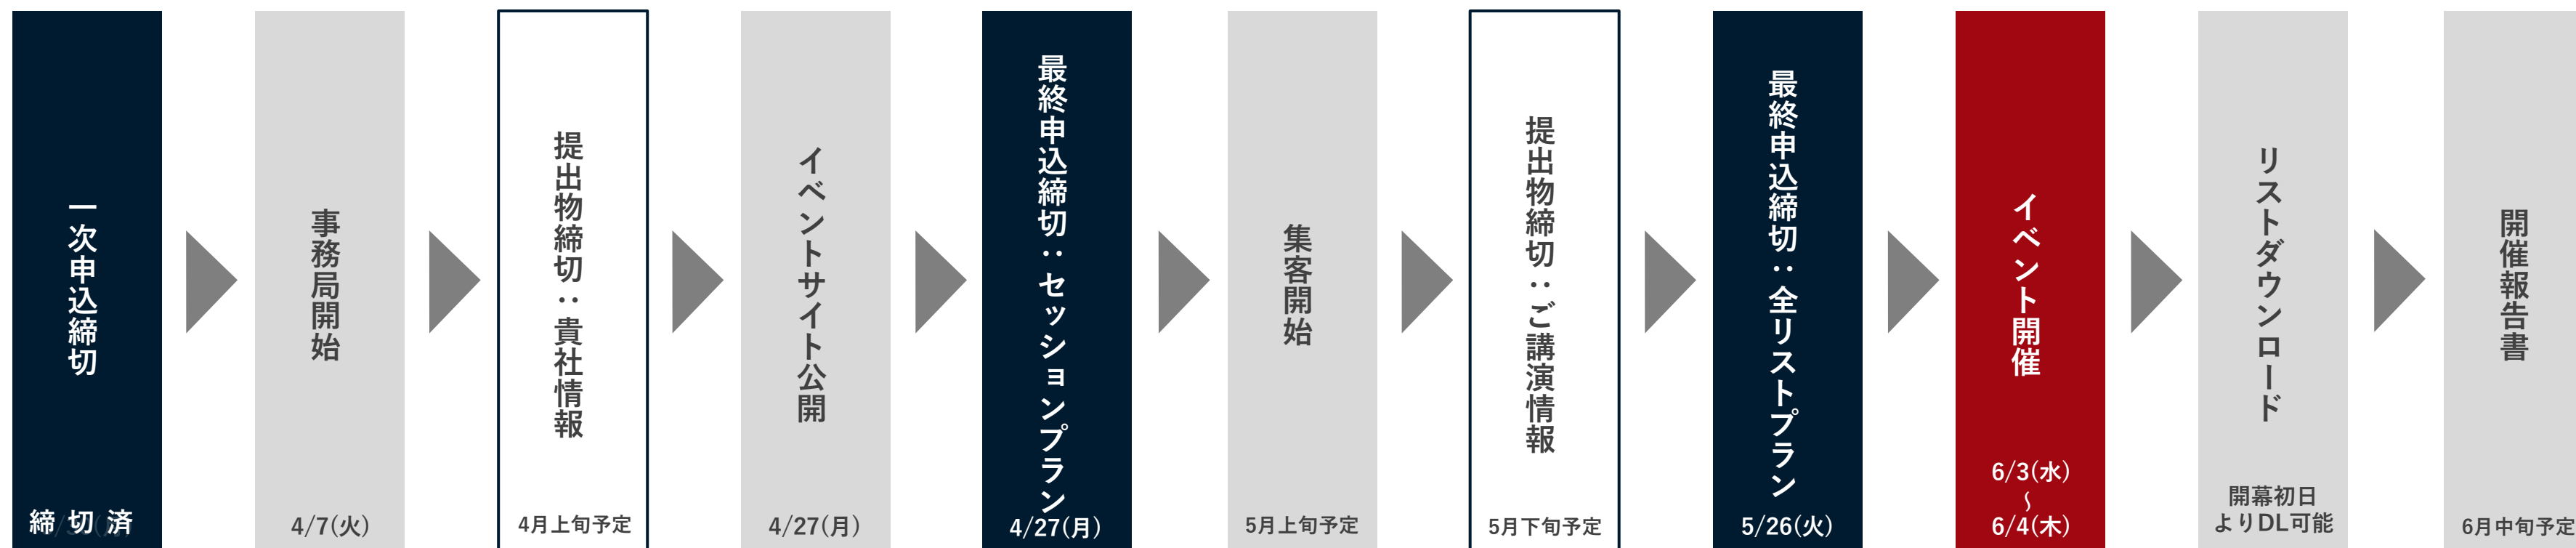 一次申込締切
締切済
事務局開始
4/7(火)
提出物締切：貴社情報
4月上旬予定
イベントサイト公開
4/27(月)
最終申込締切：セッションプラン
4/27(月)
集客開始
5月上旬予定
提出物締切：ご講演情報
5月下旬予定
最終申込締切：全リストプラン
5/26(火)
イベント開催
6/3(水)
〜
6/4(木)
リストダウンロード
開幕初日
よりDL可能
開催報告書
6月中旬予定